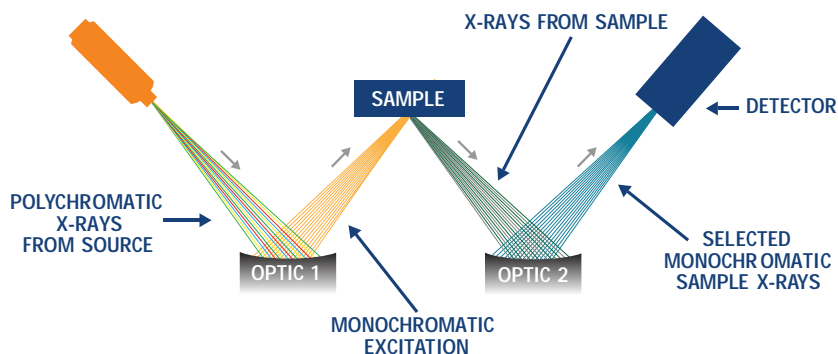 X-RAYS FROM SAMPLE
SAMPLE
DETECTOR
POLYCHROMATIC
X-RAYS
FROM SOURCE
OPTIC 1
OPTIC 2
SELECTED
MONOCHROMATIC
SAMPLE X-RAYS
MONOCHROMATIC
EXCITATION